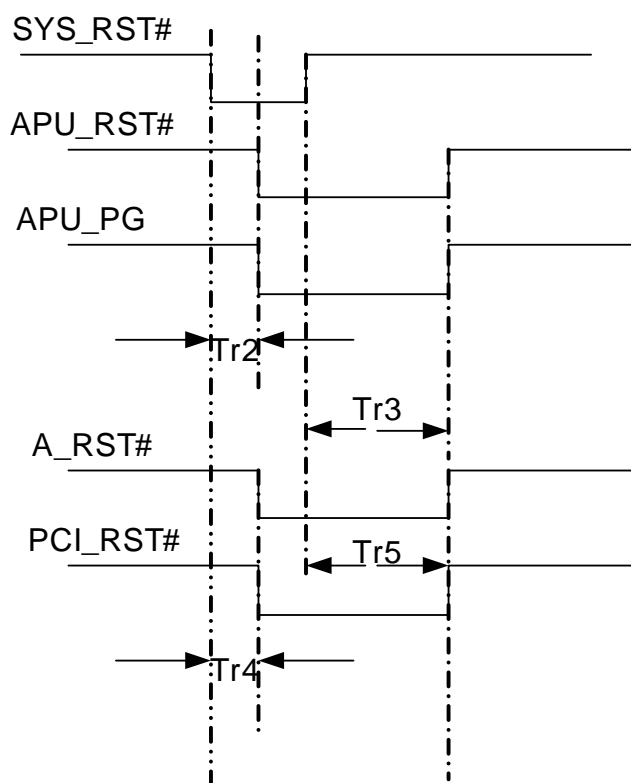 SYS_RST#
APU_RST#
APU_PG
Tr2
Tr3
A_RST#
PCI_RST#
Tr5
Tr4